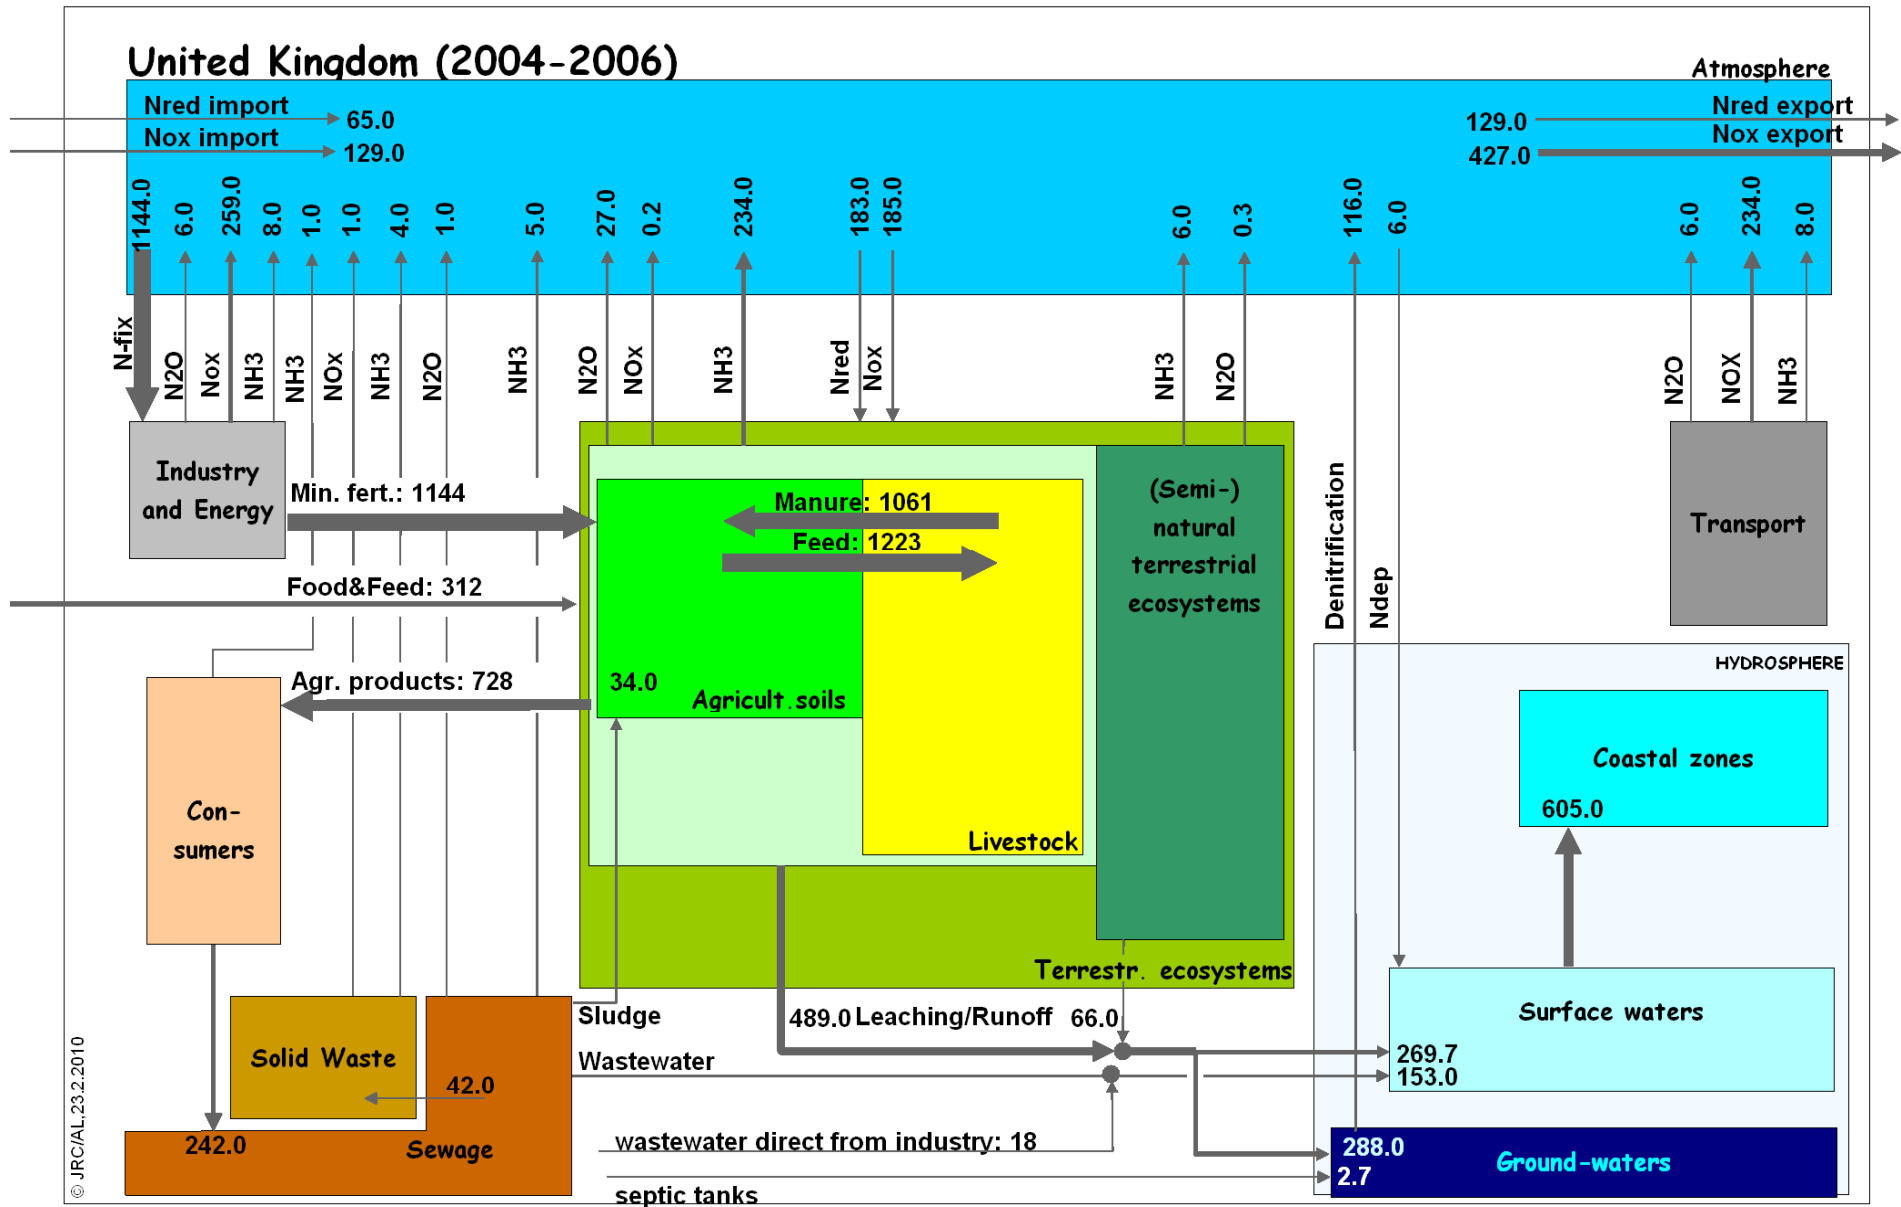 United Kingdom (2004-2006)
Atmosphere
Nred import
65.0
Nox import
129.0
129.0
Nred export
427.0
Nox export
1144.0
6.0
259.0
8.0
1.0
1.0
4.0
1.0
5.0
27.0
0.2
234.0
183.0
185.0
6.0
0.3
116.0
6.0
6.0
234.0
8.0
N-fix
N2O
Nox
NH3
NH3
NOx
NH3
N2O
NH3
N2O
NOx
NH3
Nred
Nox
NH3
N2O
N2O
NOX
NH3
Industry
and Energy
Min. fert.: 1144
Food&Feed: 312
Agr. products: 728
Manure: 1061
Feed: 1223
34.0
Agricult.soils
Livestock
(Semi-)
natural
terrestrial
ecosystems
Terrestr. ecosystems
Denitrification
Ndep
Transport
HYDROSPHERE
Coastal zones
605.0
Con-
sumers
Surface waters
269.7
153.0
Sludge
489.0 Leaching/Runoff 66.0
Wastewater
Solid Waste
42.0
242.0
Sewage
wastewater direct from industry: 18
septic tanks
288.0
2.7
Ground-waters
© JRC/AL,23.2.2010